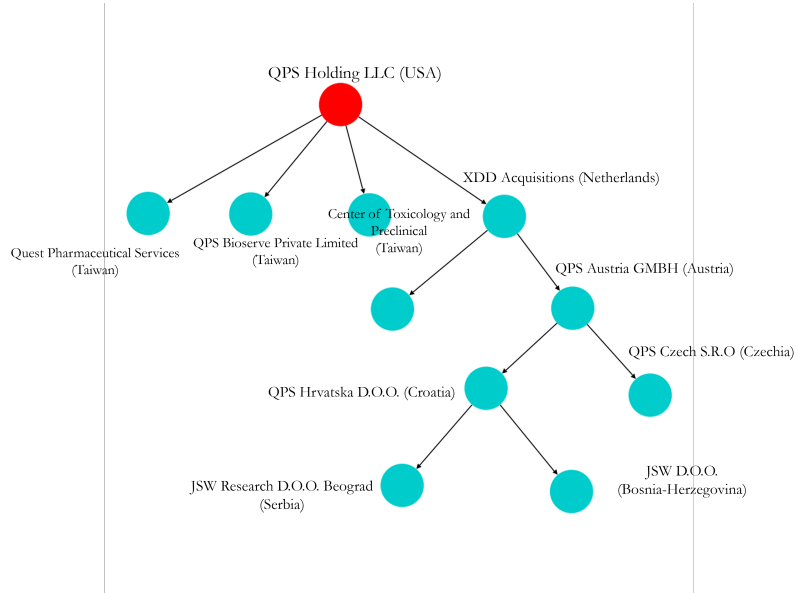 QPS Holding LLC (USA)
XDD Acquisitions (Netherlands)
Center of Toxicology and
Preclinical
(Taiwan)
QPS Bioserve Private Limited
(Taiwan)
Quest Pharmaceutical Services
(Taiwan)
QPS Austria GMBH (Austria)
QPS Czech S.R.O (Czechia)
QPS Hrvatska D.O.O. (Croatia)
JSW Research D.O.O. Beograd
(Serbia)
JSW D.O.O.
(Bosnia-Herzegovina)